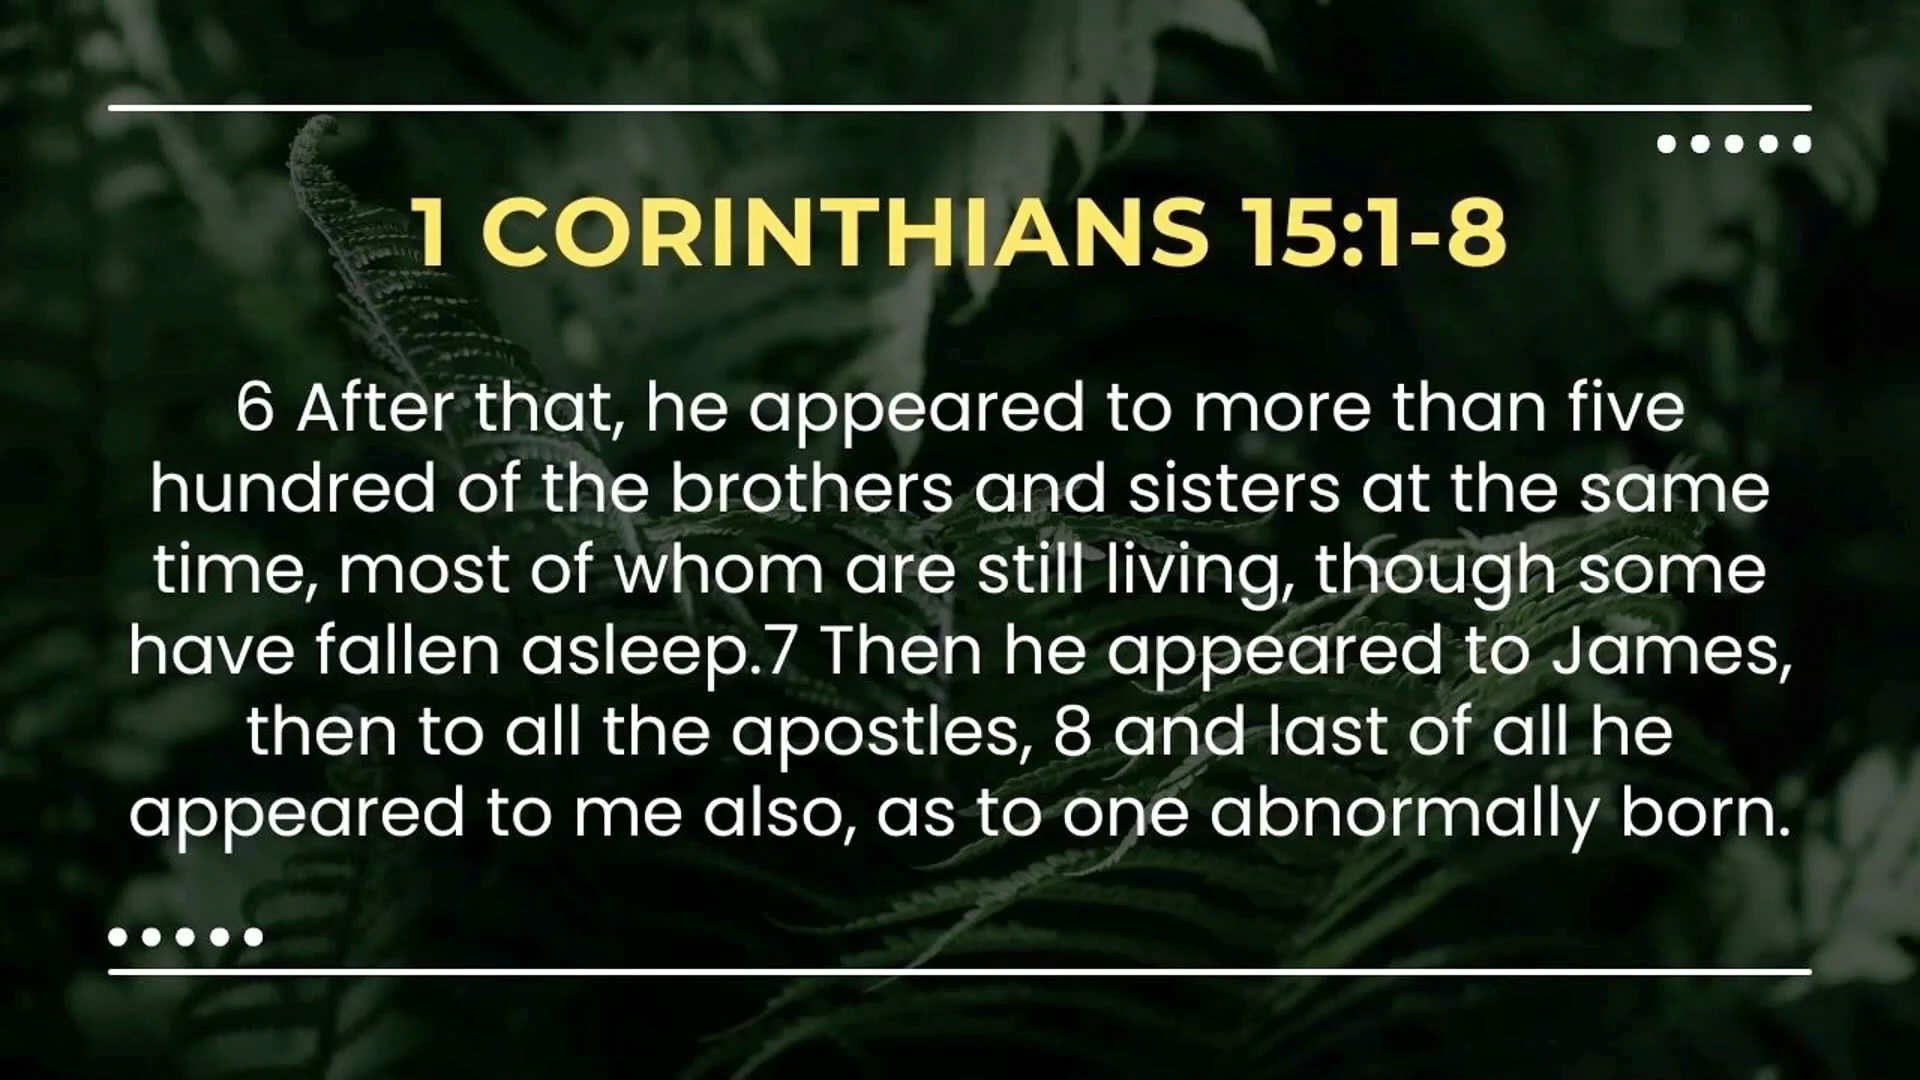 1 CORINTHIANS 15:1-8
6 After that, he appeared to more than five
hundred of the brothers and sisters at the same
time, most of whom are still living, though some
have fallen asleep.7 Then he appeared to James,
then to all the apostles, 8 and last of all he
appeared to me also, as to one abnormally born.